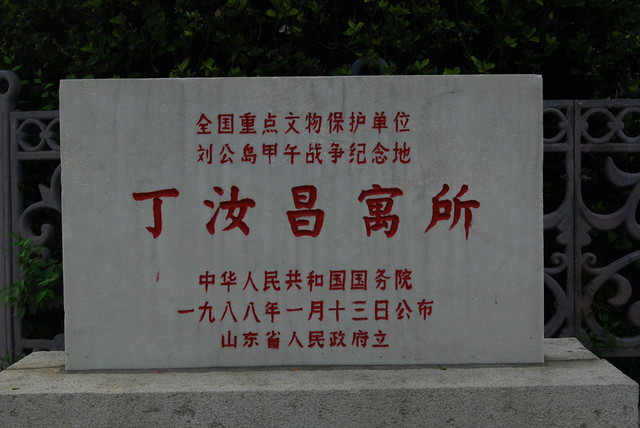 全国重点文物保护单位
刘公岛甲午战争纪念地
丁汝昌寓所
中华人民共和国国务院
一九八八年一月十三日公布
山东省人民政府立